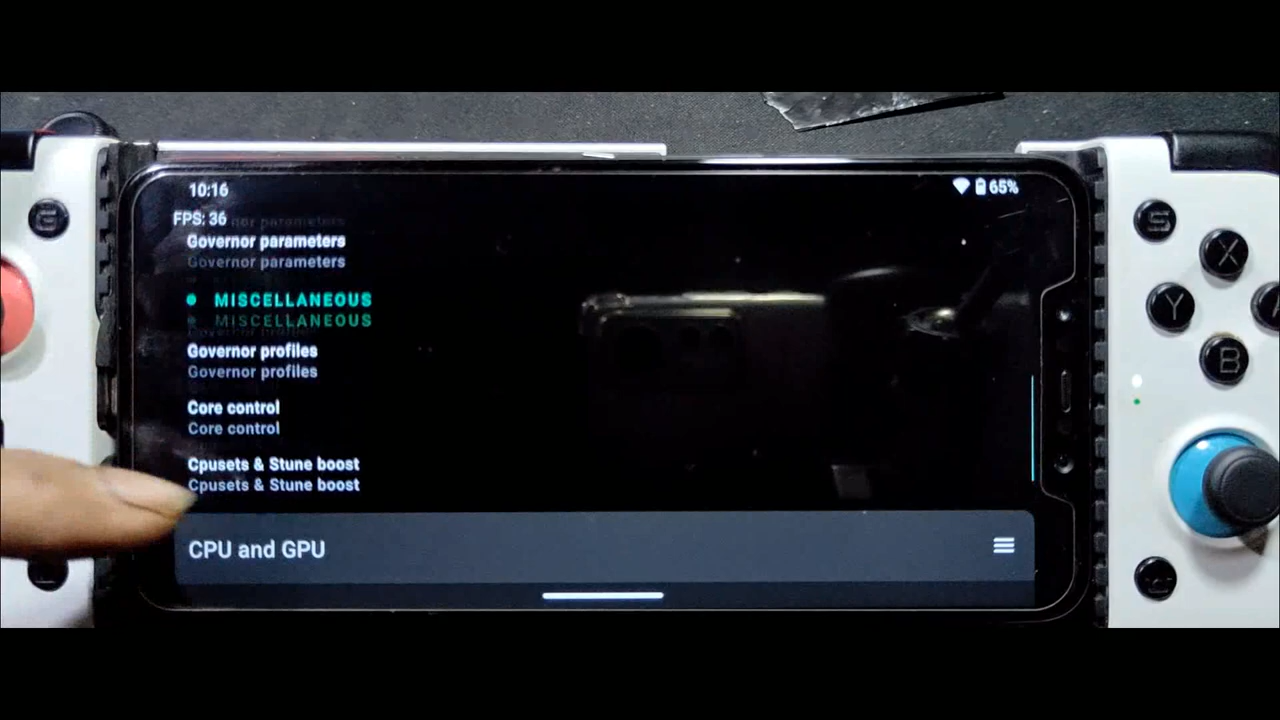 10:16
65%
FPS: 36
Governor parameters
Governor parameters
MISCELLANEOUS
MISCELLANEOUS
Governor profiles
Governor profiles
Core control
Core control
Cpusets & Stune boost
Cpusets & Stune boost
CPU and GPU
S
X
Y
B